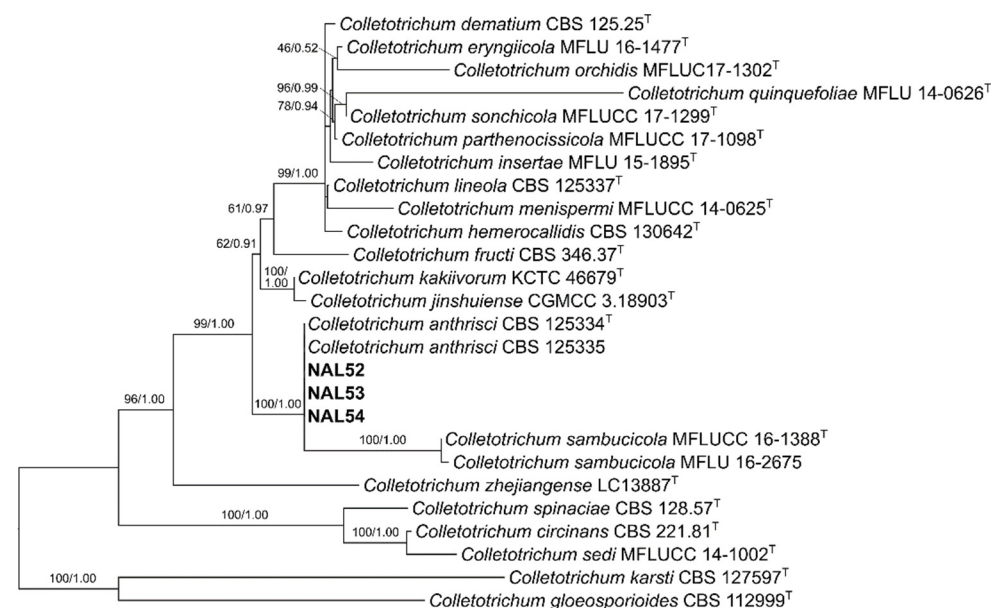 Colletotrichum dematium CBS 125.25ᵀ
46/0.52
Colletotrichum eryngiicola MFLU 16-1477ᵀ
Colletotrichum orchidis MFLUC17-1302ᵀ
96/0.99
Colletotrichum quinquefoliae MFLU 14-0626ᵀ
78/0.94
Colletotrichum sonchicola MFLUCC 17-1299ᵀ
Colletotrichum parthenocissicola MFLUCC 17-1098ᵀ
Colletotrichum insertae MFLU 15-1895ᵀ
99/1.00
Colletotrichum lineola CBS 125337ᵀ
Colletotrichum menispermi MFLUCC 14-0625ᵀ
61/0.97
Colletotrichum hemerocallidis CBS 130642ᵀ
62/0.91
Colletotrichum fructi CBS 346.37ᵀ
100/
1.00
Colletotrichum kakiivorum KCTC 46679ᵀ
Colletotrichum jinshuiense CGMCC 3.18903ᵀ
99/1.00
Colletotrichum anthrisci CBS 125334ᵀ
Colletotrichum anthrisci CBS 125335
NAL52
NAL53
100/1.00
NAL54
96/1.00
100/1.00
Colletotrichum sambucicola MFLUCC 16-1388ᵀ
Colletotrichum sambucicola MFLU 16-2675
Colletotrichum zhejiangense LC13887ᵀ
100/1.00
Colletotrichum spinaciae CBS 128.57ᵀ
100/1.00
Colletotrichum circinans CBS 221.81ᵀ
Colletotrichum sedi MFLUCC 14-1002ᵀ
100/1.00
Colletotrichum karsti CBS 127597ᵀ
Colletotrichum gloeosporioides CBS 112999ᵀ